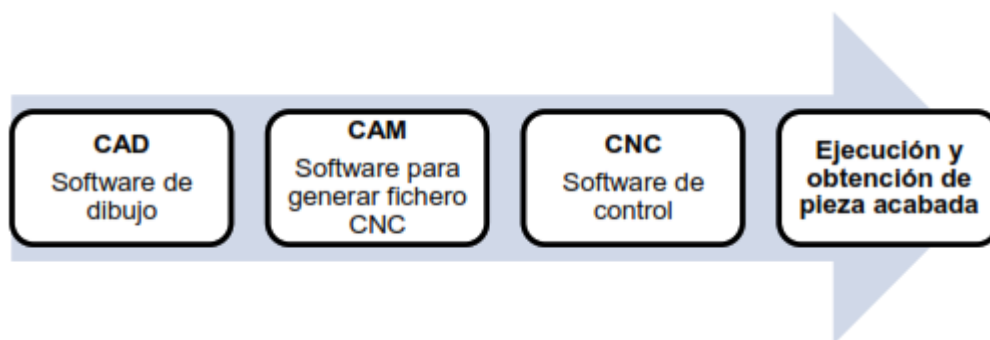 CAD
Software de
dibujo
CAM
Software para
generar fichero
CNC
CNC
Software de
control
Ejecución y
obtención de
pieza acabada